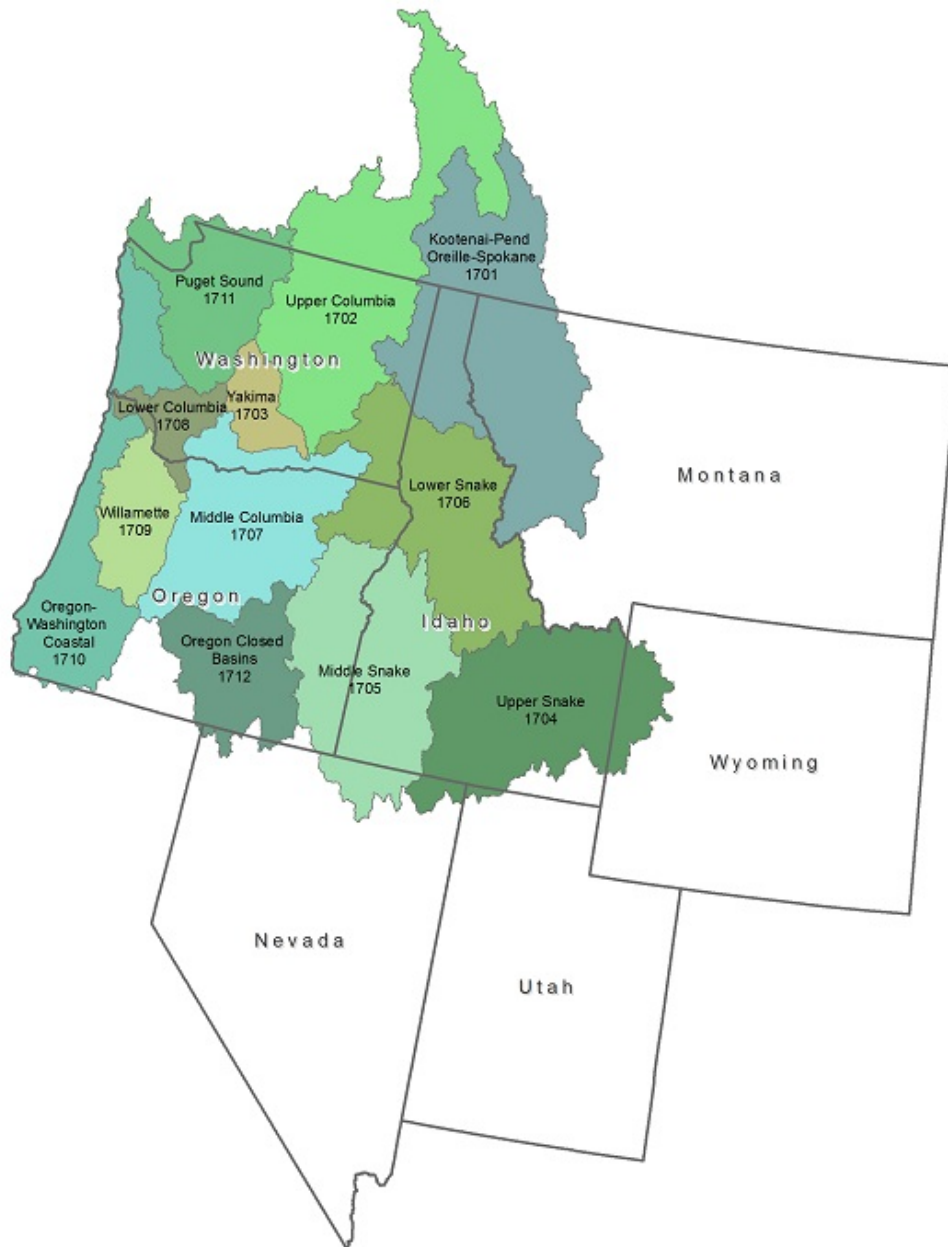 Kootenai-Pend
Oreille-Spokane
1701
Puget Sound
1711
Upper Columbia
1702
Washington
Yakima
1703
Lower Columbia
1708
Montana
Lower Snake
1706
Willamette
1709
Middle Columbia
1707
Oregon
Oregon-
Washington
Coastal
1710
Idaho
Oregon Closed
Basins
1712
Middle Snake
1705
Upper Snake
1704
Wyoming
Nevada
Utah